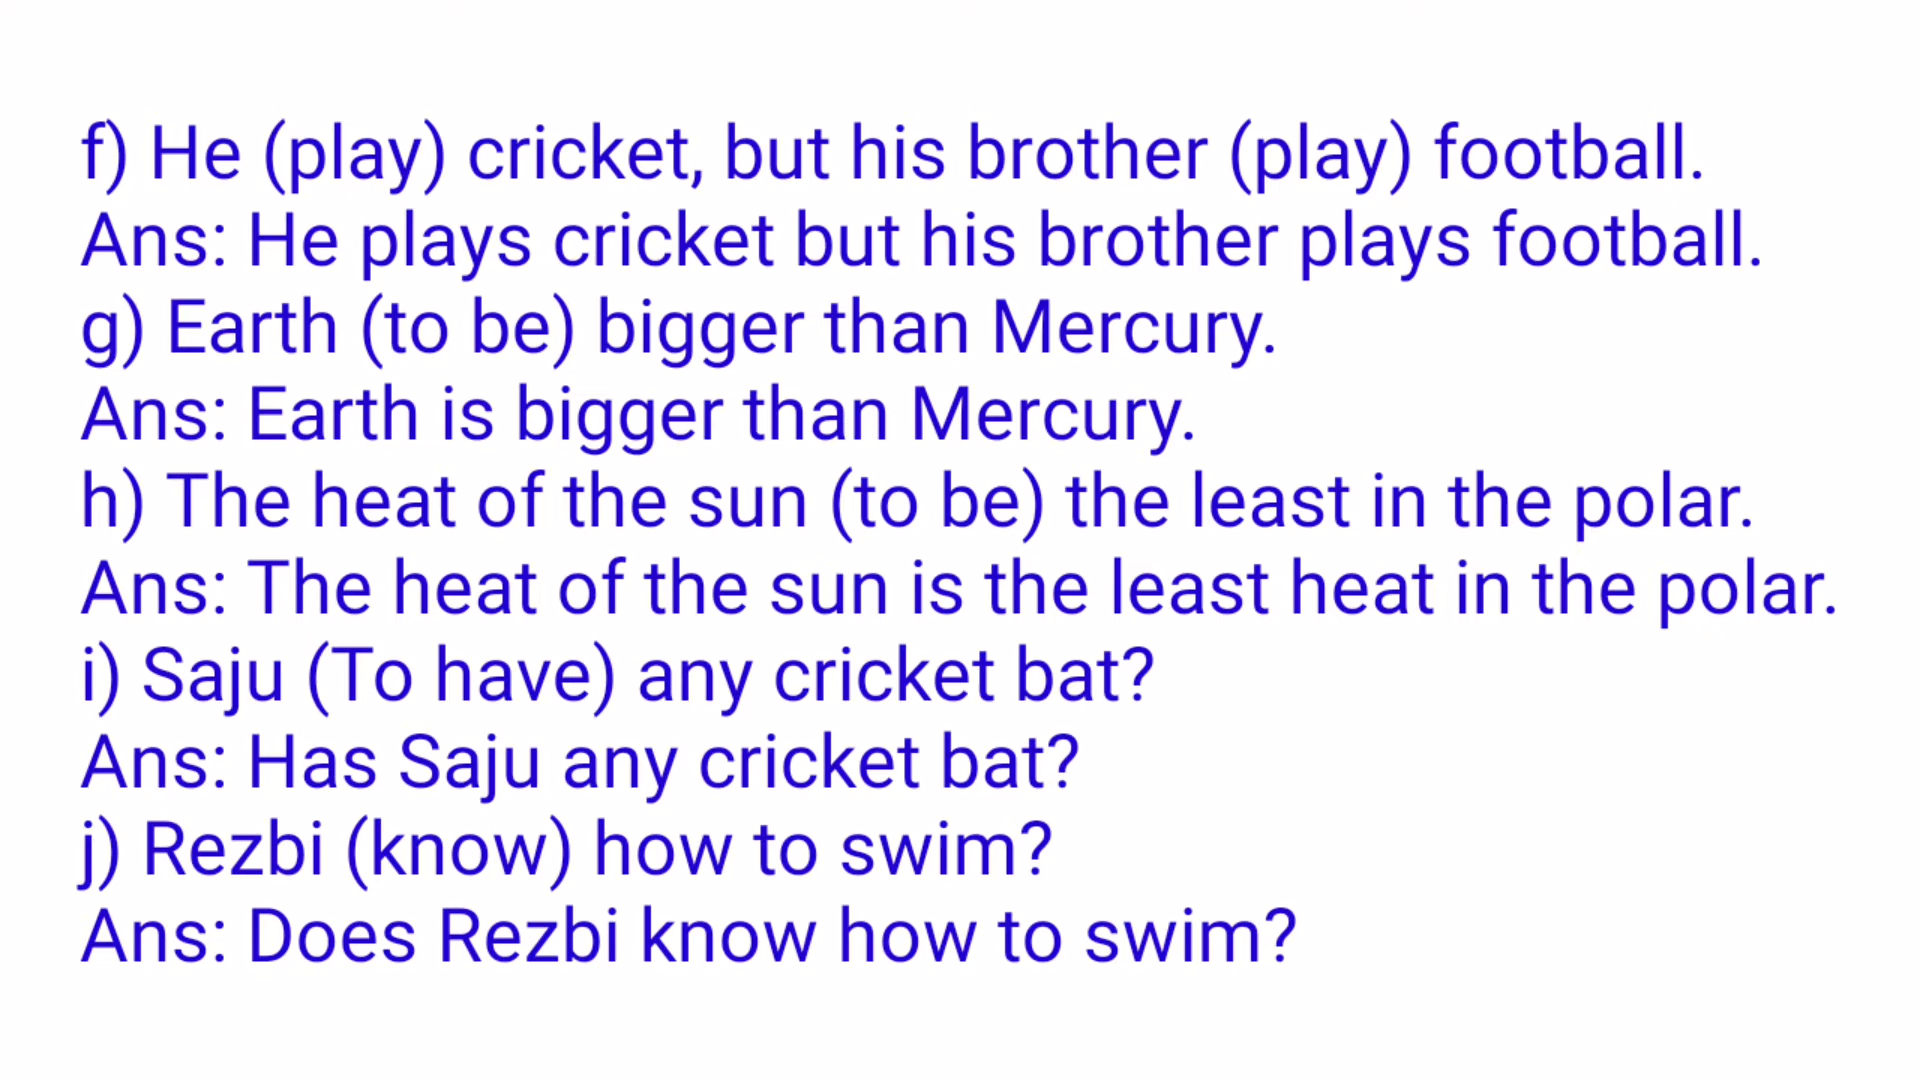 f) He (play) cricket, but his brother (play) football.
Ans: He plays cricket but his brother plays football.
g) Earth (to be) bigger than Mercury.
Ans: Earth is bigger than Mercury.
h) The heat of the sun (to be) the least in the polar.
Ans: The heat of the sun is the least heat in the polar.
i) Saju (To have) any cricket bat?
Ans: Has Saju any cricket bat?
j) Rezbi (know) how to swim?
Ans: Does Rezbi know how to swim?